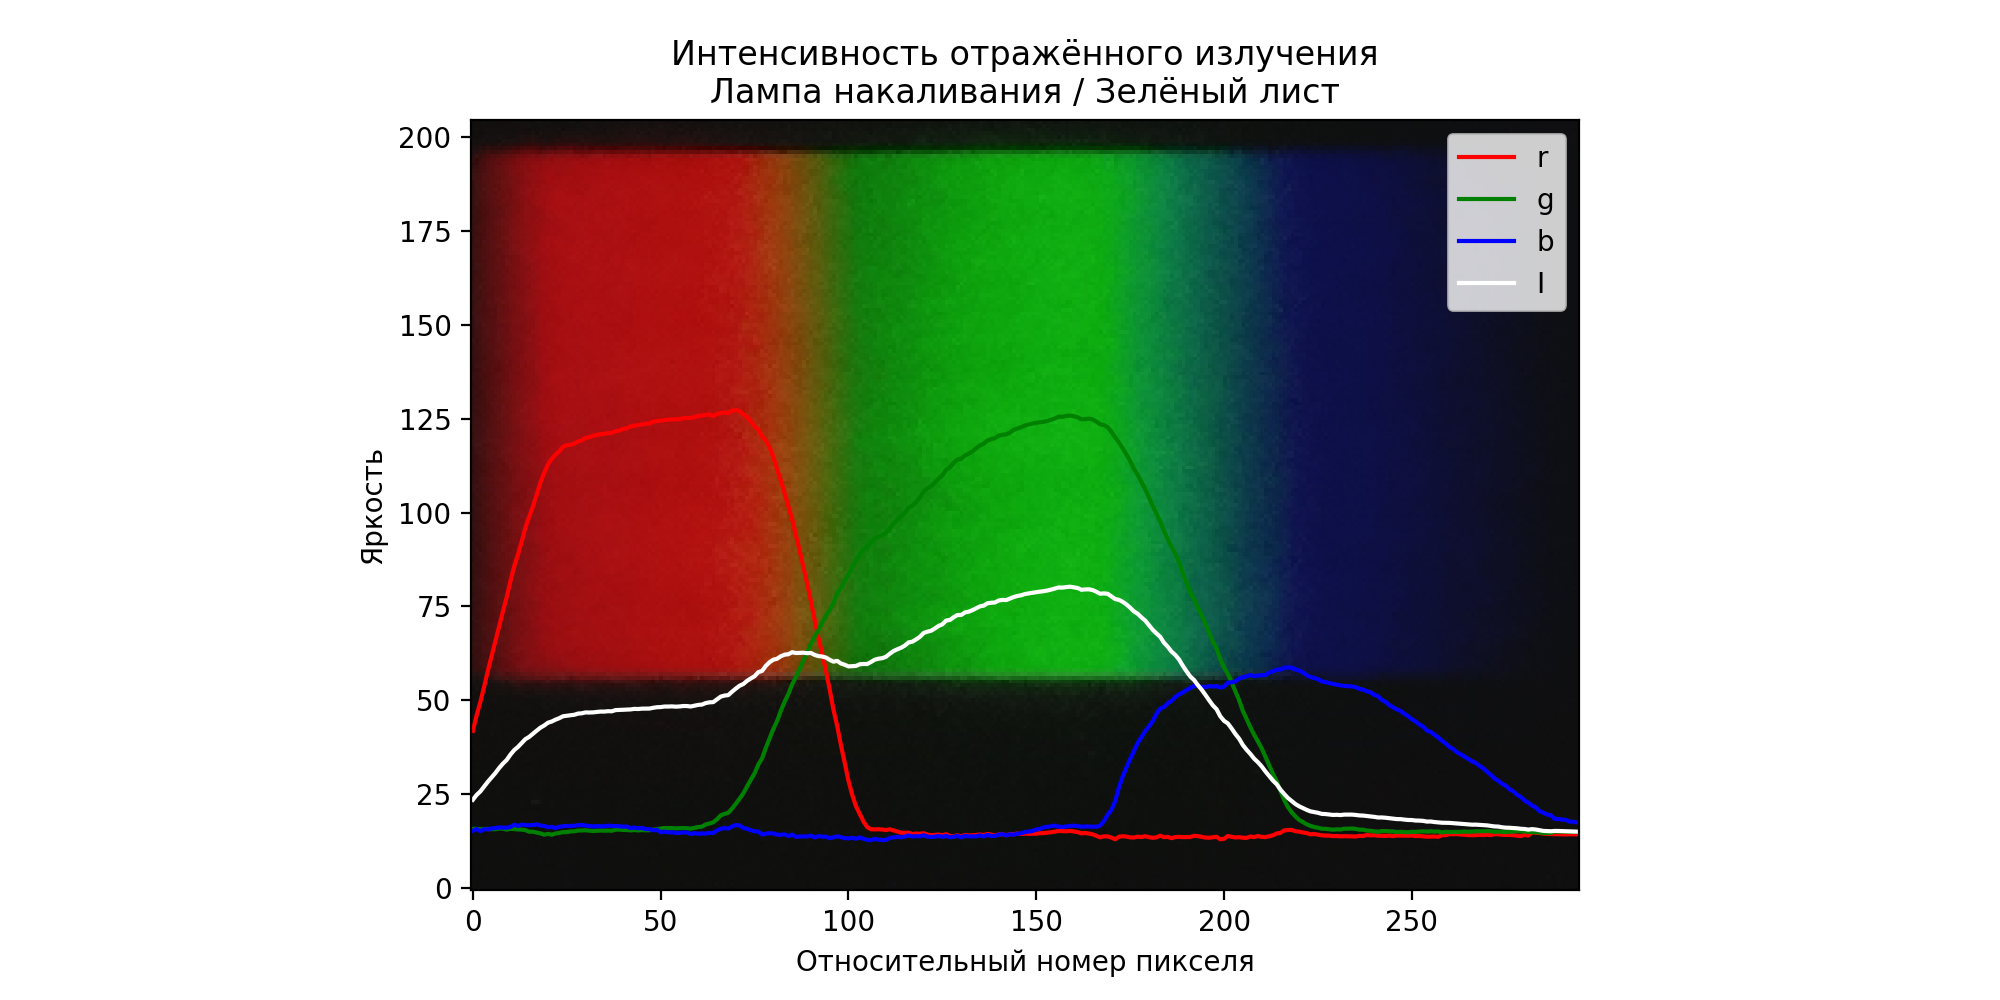 Интенсивность отражённого излучения
Лампа накаливания / Зелёный лист
200
175
150
125
100
75
50
25
0
Яркость
r
g
b
l
0 50 100 150 200 250
Относительный номер пикселя